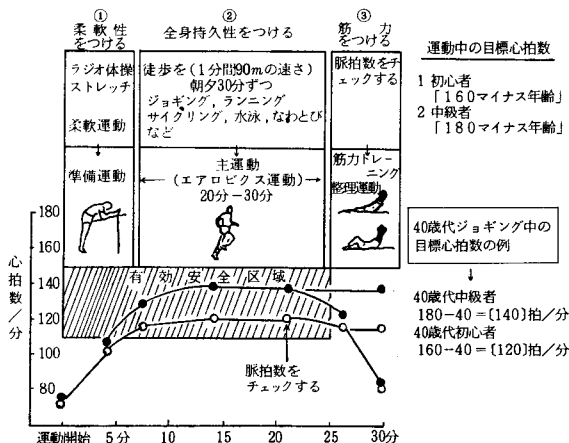 ①
柔軟性
をつける
②
全身持久性をつける
③
筋力
をつける
ラジオ体操
ストレッチ
柔軟運動
徒歩を(1分間90mの速さ)
朝夕30分ずつ
ジョギング,ランニング
サイクリング,水泳,なわとび
など
脈拍数をチ
ェックする
準備運動
主運動
(エアロビクス運動)
20分-30分
筋力トレー
ニング
整理運動
有効安全区域
脈拍数を
チェックする
心拍数/分
180
160
140
120
100
80
運動開始 5分 10 15 20 25 30分
運動中の目標心拍数
1 初心者
「160マイナス年齢」
2 中級者
「180マイナス年齢」
40歳代ジョギング中の
目標心拍数の例
40歳代中級者
180-40=〔140〕拍/分
40歳代初心者
160-40=〔120〕拍/分